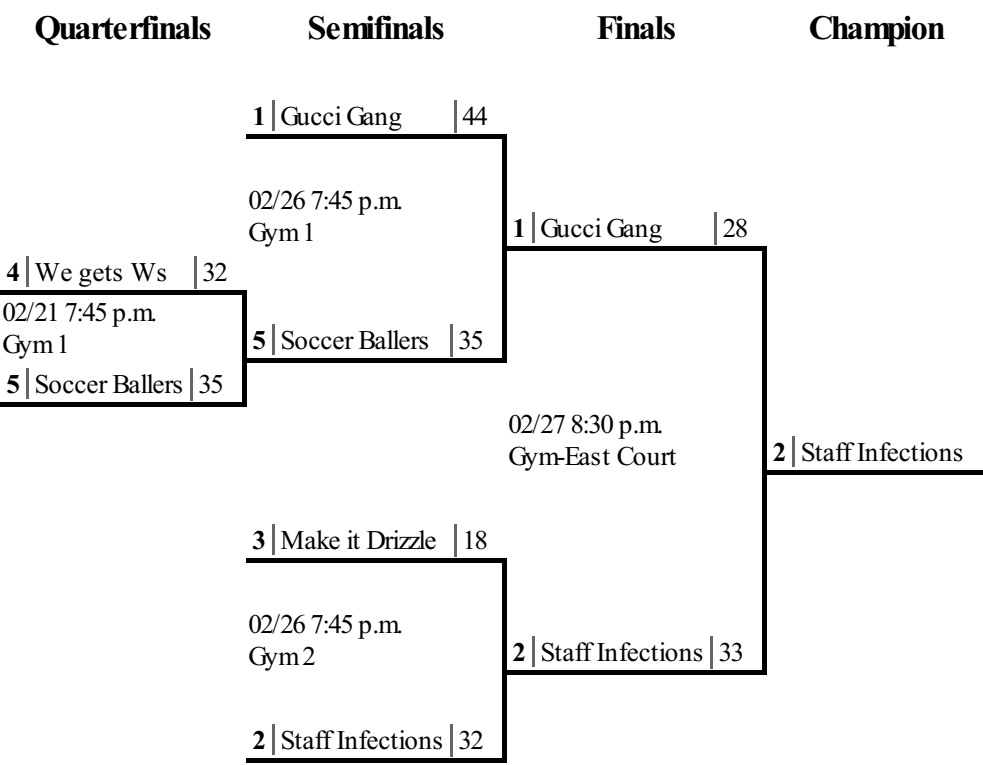 Quarterfinals Semifinals Finals Champion
1 Gucci Gang 44
02/26 7:45 p.m.
Gym 1
1 Gucci Gang 28
4 We gets Ws 32
02/21 7:45 p.m.
Gym 1
5 Soccer Ballers 35
5 Soccer Ballers 35
02/27 8:30 p.m.
Gym-East Court
2 Staff Infections
3 Make it Drizzle 18
02/26 7:45 p.m.
Gym 2
2 Staff Infections 33
2 Staff Infections 32